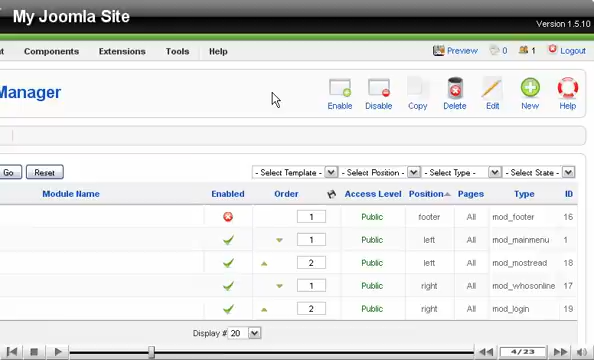 My Joomla Site
Version 1.5.10
Components Extensions Tools Help Preview 0 1 Logout
Manager
Enable Disable Copy Delete Edit New Help
Go Reset - Select Template - - Select Position - - Select Type - - Select State -
Module Name Enabled Order Access Level Position Pages Type ID
1 Public footer All mod_footer 16
1 Public left All mod_mainmenu 1
2 Public left All mod_mostread 18
1 Public right All mod_whosonline 17
2 Public right All mod_login 19
Display # 20
4/23